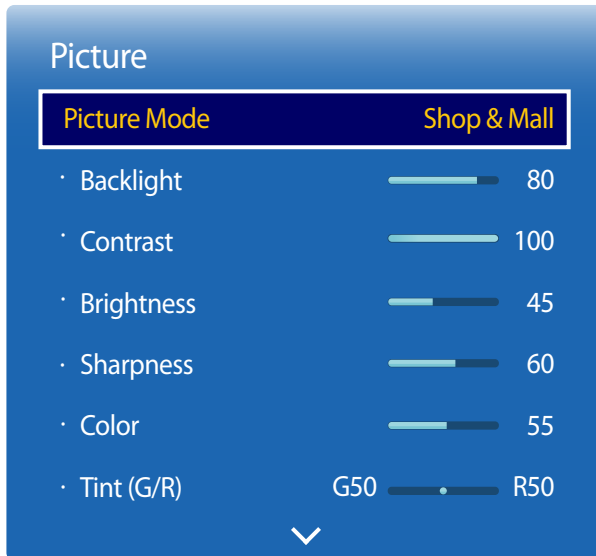 Picture
Picture Mode Shop & Mall
· Backlight 80
· Contrast 100
· Brightness 45
· Sharpness 60
· Color 55
· Tint (G/R) G50 R50